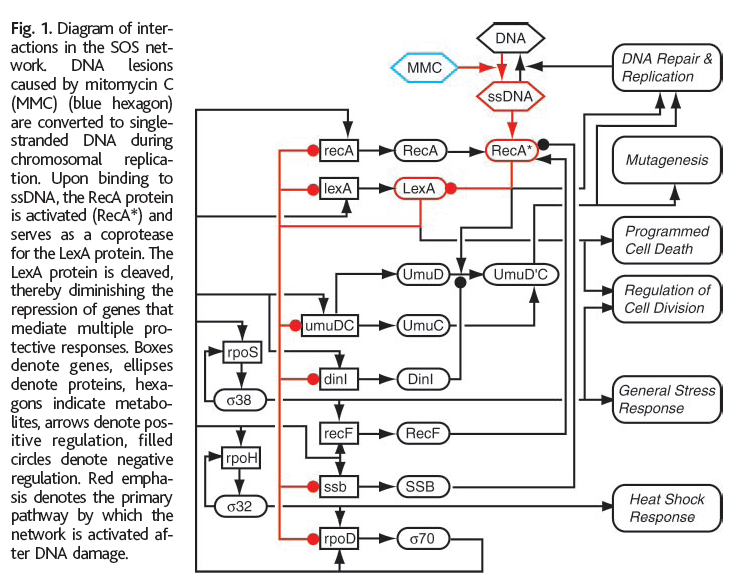 Fig. 1. Diagram of inter-
actions in the SOS net-
work. DNA lesions
caused by mitomycin C
(MMC) (blue hexagon)
are converted to single-
stranded DNA during
chromosomal replica-
tion. Upon binding to
ssDNA, the RecA protein
is activated (RecA*) and
serves as a coprotease
for the LexA protein. The
LexA protein is cleaved,
thereby diminishing the
repression of genes that
mediate multiple pro-
tective responses. Boxes
denote genes, ellipses
denote proteins, hexa-
gons indicate metabo-
lites, arrows denote pos-
itive regulation, filled
circles denote negative
regulation. Red empha-
sis denotes the primary
pathway by which the
network is activated af-
ter DNA damage.
DNA
MMC
ssDNA
DNA Repair &
Replication
recA
RecA
RecA*
Mutagenesis
lexA
LexA
Programmed
Cell Death
UmuD
UmuD'C
Regulation of
Cell Division
umuDC
UmuC
rpoS
dinI
DinI
σ38
General Stress
Response
recF
RecF
rpoH
ssb
SSB
σ32
Heat Shock
Response
rpoD
σ70